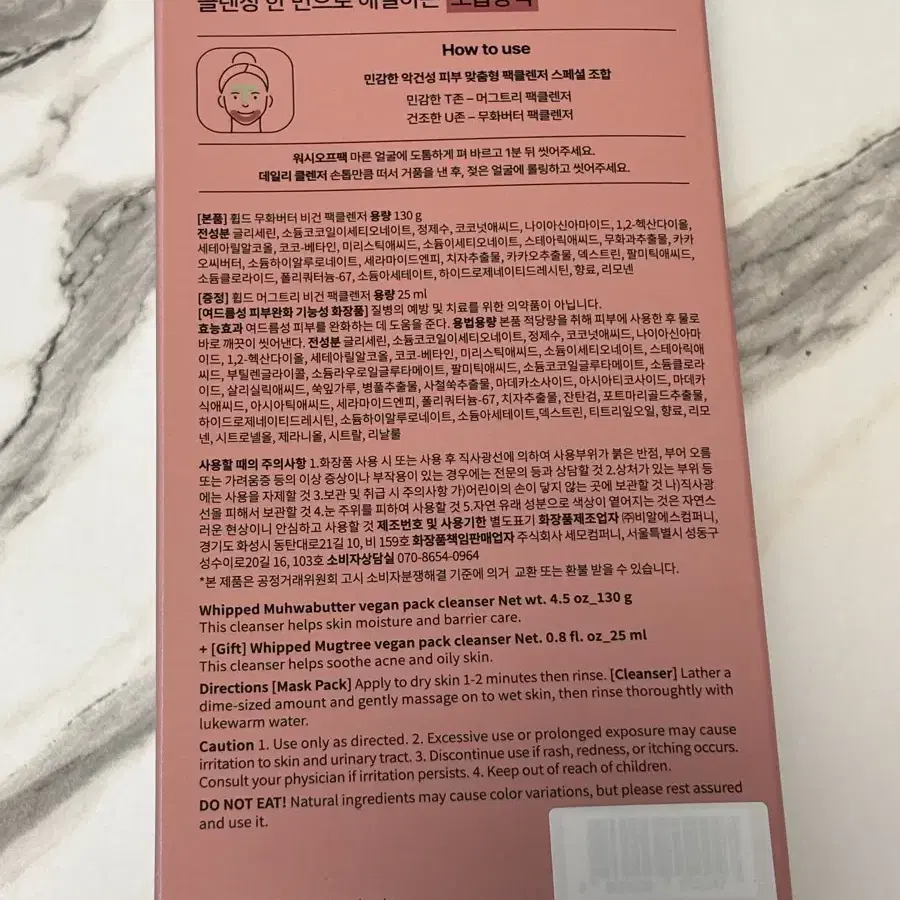 클렌징 한 번으로 해결하는
How to use
민감한 악건성 피부 맞춤형 팩클렌저 스페셜 조합
민감한 T존 – 머그트리 팩클렌저
건조한 U존 – 무화버터 팩클렌저
워시오프팩 마른 얼굴에 도톰하게 펴 바르고 1분 뒤 씻어주세요.
데일리 클렌저 손톱만큼 떠서 거품을 낸 후, 젖은 얼굴에 롤링하고 씻어주세요.
[본품] 휩드 무화버터 비건 팩클렌저 용량 130 g
전성분 글리세린, 소듐코코일이세티오네이트, 정제수, 코코넛애씨드, 나이아신아마이드, 1,2-헥산다이올,
세테아릴알코올, 코코-베타인, 미리스틱애씨드, 소듐이세티오네이트, 스테아릭애씨드, 무화과추출물, 카카
오씨버터, 소듐하이알루로네이트, 세라마이드엔피, 치자추출물, 카카오추출물, 덱스트린, 팔미틱애씨드,
소듐클로라이드, 폴리쿼터늄-67, 소듐아세테이트, 하이드로제네이티드레시틴, 향료, 리모넨
[증정] 휩드 머그트리 비건 팩클렌저 용량 25 ml
[여드름성 피부완화 기능성 화장품] 질병의 예방 및 치료를 위한 의약품이 아닙니다.
효능효과 여드름성 피부를 완화하는 데 도움을 준다. 용법용량 본품 적당량을 취해 피부에 사용한 후 물로
바로 깨끗이 씻어낸다. 전성분 글리세린, 소듐코코일이세티오네이트, 정제수, 코코넛애씨드, 나이아신아마
이드, 1,2-헥산다이올, 세테아릴알코올, 코코-베타인, 미리스틱애씨드, 소듐이세티오네이트, 스테아릭애
씨드, 부틸렌글라이콜, 소듐라우로일글루타메이트, 팔미틱애씨드, 소듐코코일글루타메이트, 소듐클로라
이드, 살리실릭애씨드, 쑥잎가루, 병풀추출물, 사철쑥추출물, 마데카소사이드, 아시아티코사이드, 마데카
식애씨드, 아시아틱애씨드, 세라마이드엔피, 폴리쿼터늄-67, 치자추출물, 잔탄검, 포트마리골드추출물,
하이드로제네이티드레시틴, 소듐하이알루로네이트, 소듐아세테이트, 덱스트린, 티트리잎오일, 향료, 리모
넨, 시트로넬올, 제라니올, 시트랄, 리날룰
사용할 때의 주의사항 1.화장품 사용 시 또는 사용 후 직사광선에 의하여 사용부위가 붉은 반점, 부어 오름
또는 가려움증 등의 이상 증상이나 부작용이 있는 경우에는 전문의 등과 상담할 것 2.상처가 있는 부위 등
에는 사용을 자제할 것 3.보관 및 취급 시 주의사항 가)어린이의 손이 닿지 않는 곳에 보관할 것 나)직사광
선을 피해서 보관할 것 4.눈 주위를 피하여 사용할 것 5.자연 유래 성분으로 색상이 옅어지는 것은 자연스
러운 현상이니 안심하고 사용할 것 제조번호 및 사용기한 별도표기 화장품제조업자 ㈜비알에스컴퍼니,
경기도 화성시 동탄대로21길 10, 비 159호 화장품책임판매업자 주식회사 세모컴퍼니, 서울특별시 성동구
성수이로20길 16, 103호 소비자상담실 070-8654-0964
*본 제품은 공정거래위원회 고시 소비자분쟁해결 기준에 의거 교환 또는 환불 받을 수 있습니다.
Whipped Muhwabutter vegan pack cleanser Net wt. 4.5 oz_130 g
This cleanser helps skin moisture and barrier care.
+ [Gift] Whipped Mugtree vegan pack cleanser Net. 0.8 fl. oz_25 ml
This cleanser helps soothe acne and oily skin.
Directions [Mask Pack] Apply to dry skin 1-2 minutes then rinse. [Cleanser] Lather a
dime-sized amount and gently massage on to wet skin, then rinse thoroughtly with
lukewarm water.
Caution 1. Use only as directed. 2. Excessive use or prolonged exposure may cause
irritation to skin and urinary tract. 3. Discontinue use if rash, redness, or itching occurs.
Consult your physician if irritation persists. 4. Keep out of reach of children.
DO NOT EAT! Natural ingredients may cause color variations, but please rest assured
and use it.